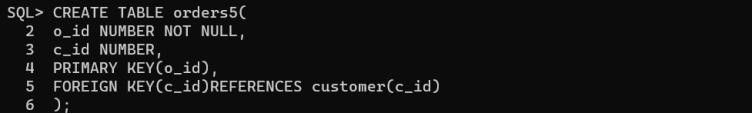 SQL> CREATE TABLE orders5(
  2  o_id NUMBER NOT NULL,
  3  c_id NUMBER,
  4  PRIMARY KEY(o_id),
  5  FOREIGN KEY(c_id)REFERENCES customer(c_id)
  6  );